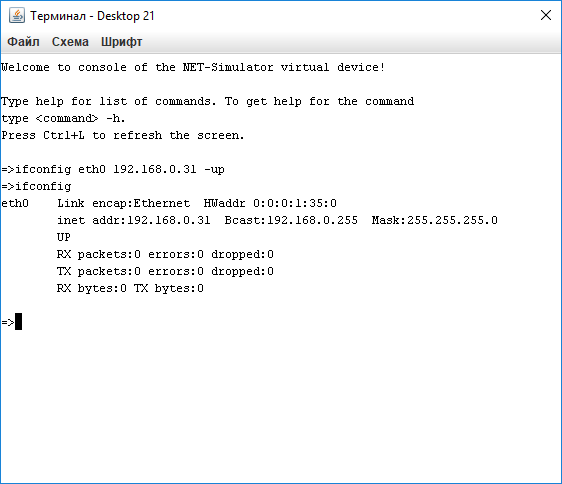 Терминал - Desktop 21
Файл Схема Шрифт
Welcome to console of the NET-Simulator virtual device!
Type help for list of commands. To get help for the command
type <command> -h.
Press Ctrl+L to refresh the screen.
=>ifconfig eth0 192.168.0.31 -up
=>ifconfig
eth0    Link encap:Ethernet  HWaddr 0:0:0:1:35:0
        inet addr:192.168.0.31  Bcast:192.168.0.255  Mask:255.255.255.0
        UP
        RX packets:0 errors:0 dropped:0
        TX packets:0 errors:0 dropped:0
        RX bytes:0 TX bytes:0
=>